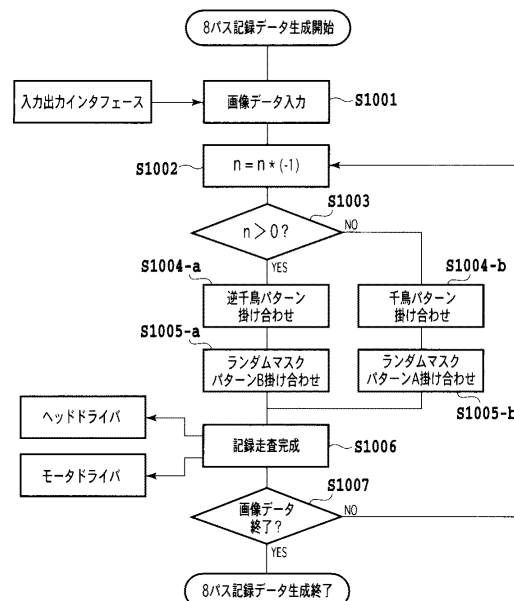 8パス記録データ生成開始
入力出力インタフェース
画像データ入力
S1001
S1002
n=n*(-1)
S1003
n>0?
NO
YES
S1004-a
S1004-b
逆千鳥パターン
掛け合わせ
千鳥パターン
掛け合わせ
S1005-a
ランダムマスク
パターンB掛け合わせ
ランダムマスク
パターンA掛け合わせ
S1005-b
ヘッドドライバ
記録走査完成
S1006
モータドライバ
S1007
画像データ
終了?
NO
YES
8パス記録データ生成終了